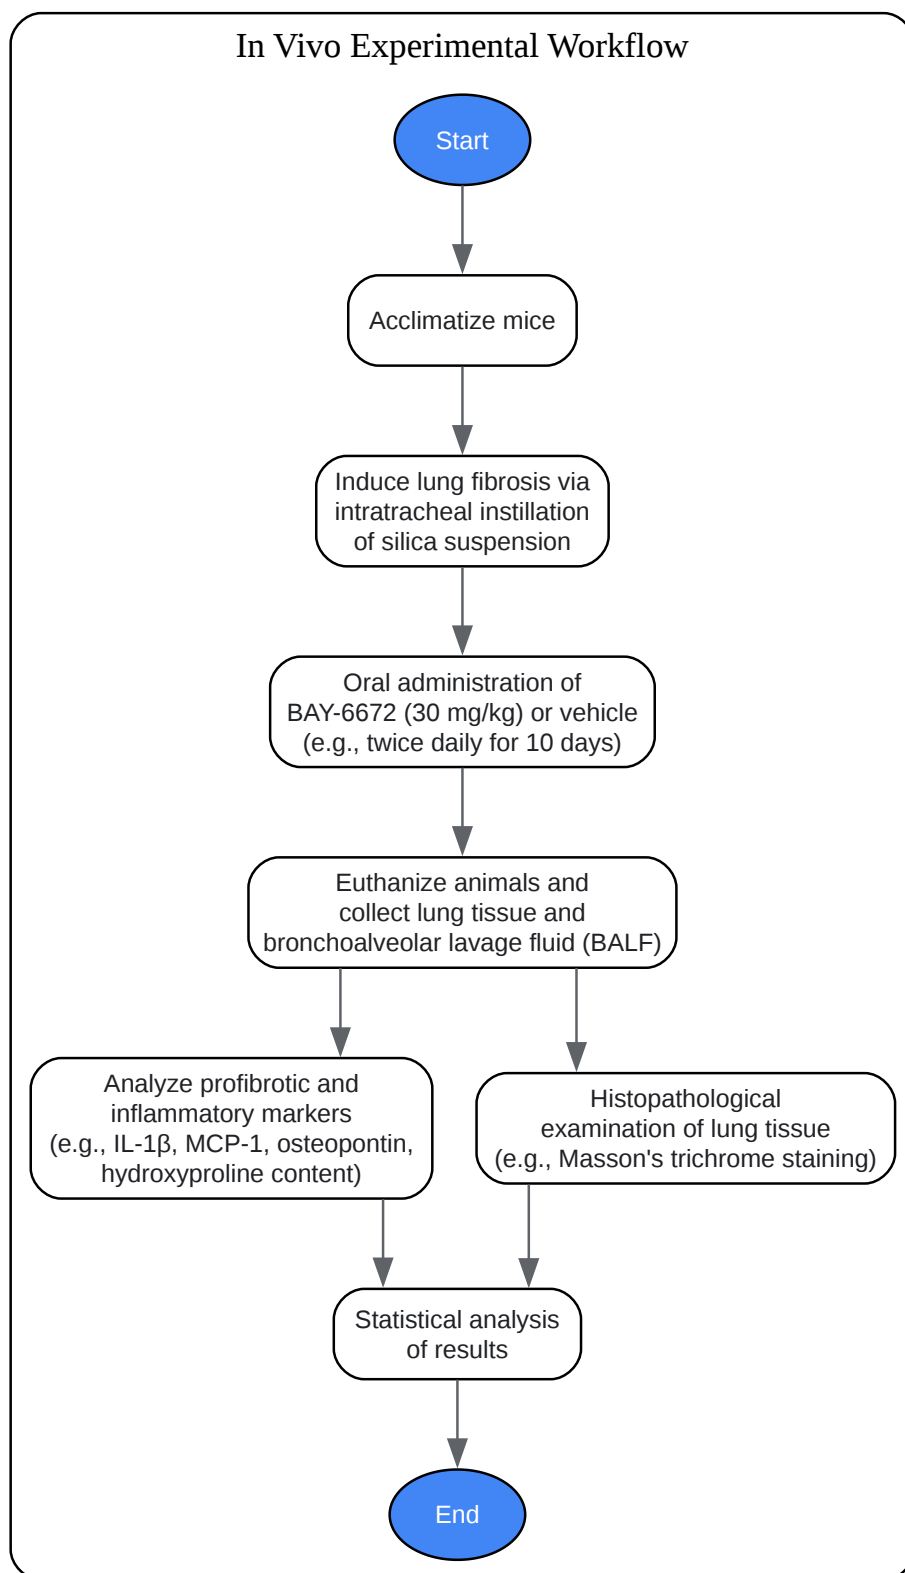 In Vivo Experimental Workflow
Start
Acclimatize mice
Induce lung fibrosis via
intratracheal instillation
of silica suspension
Oral administration of
BAY-6672 (30 mg/kg) or vehicle
(e.g., twice daily for 10 days)
Euthanize animals and
collect lung tissue and
bronchoalveolar lavage fluid (BALF)
Analyze profibrotic and
inflammatory markers
(e.g., IL-1β, MCP-1, osteopontin,
hydroxyproline content)
Histopathological
examination of lung tissue
(e.g., Masson's trichrome staining)
Statistical analysis
of results
End